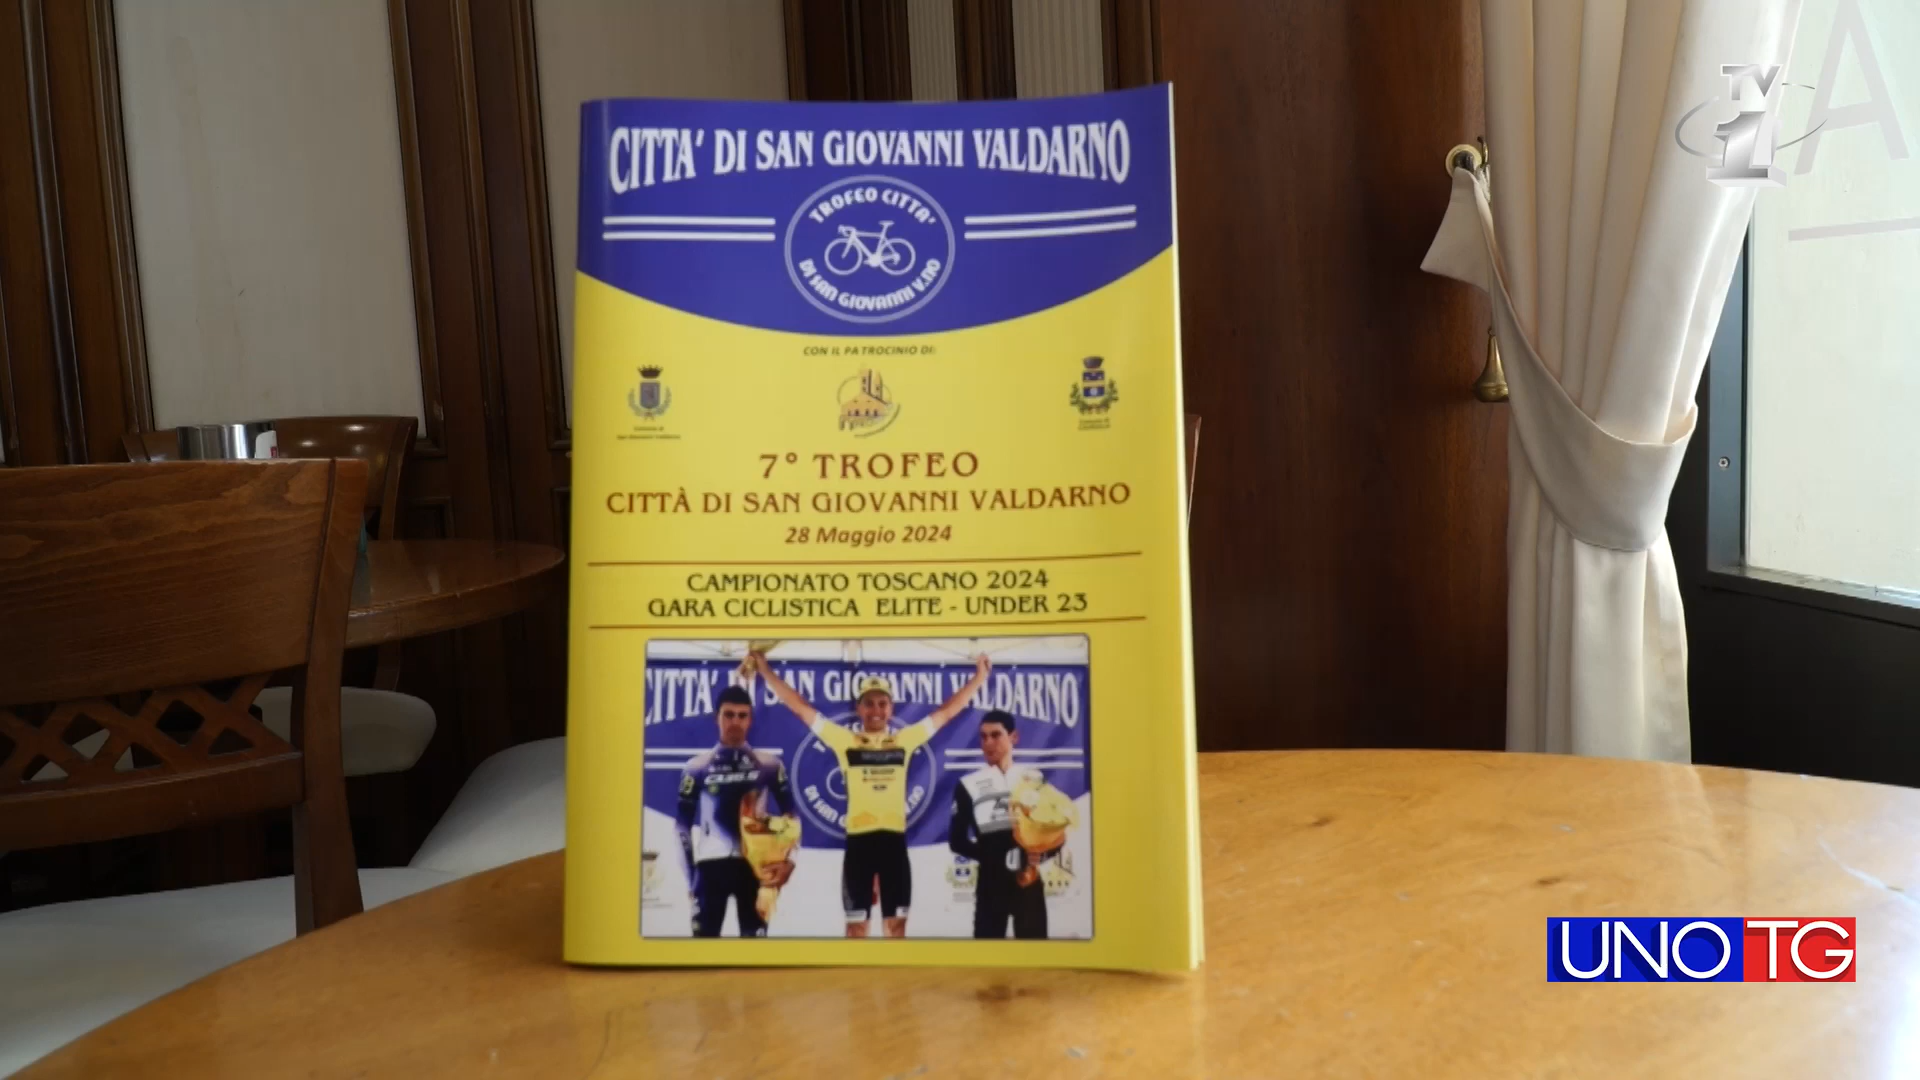 TV
1
A
CITTA' DI SAN GIOVANNI VALDARNO
TROFEO CITTA'
DI SAN GIOVANNI V.NO
CON IL PATROCINIO DI:
7° TROFEO
CITTÀ DI SAN GIOVANNI VALDARNO
28 Maggio 2024
CAMPIONATO TOSCANO 2024
GARA CICLISTICA ELITE - UNDER 23
CITTA' DI SAN GIOVANNI VALDARNO
UNO TG